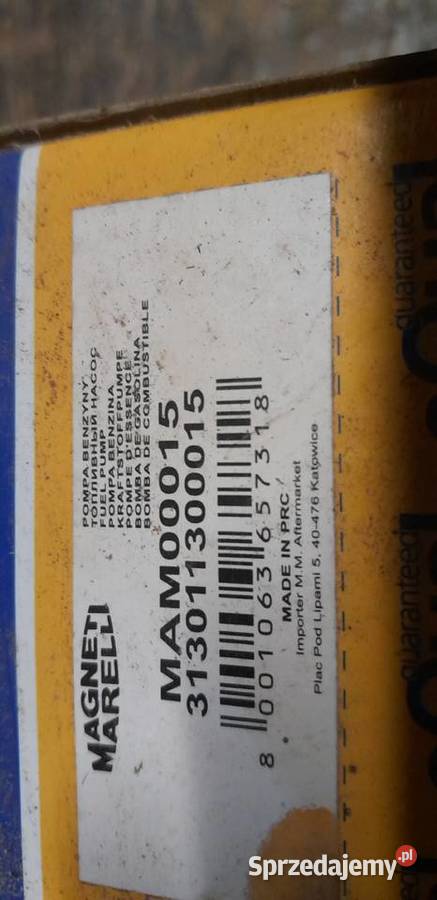 MAGNETI
MARELLI
POMPA BENZYNY
ТОПЛИВНЫЙ НАСОС
FUEL PUMP
POMPA BENZINA
KRAFTSTOFFPUMPE
POMPE D'ESSENCE
BOMBA DE GASOLINA
BOMBA DE COMBUSTIBLE
MAM00015
313011300015
8 001063 657318
MADE IN PRC
Importer M.M. Aftermarket
Plac Pod Lipami 5, 40-476 Katowice
guaranteed
guaranteed
Sprzedajemy.pl